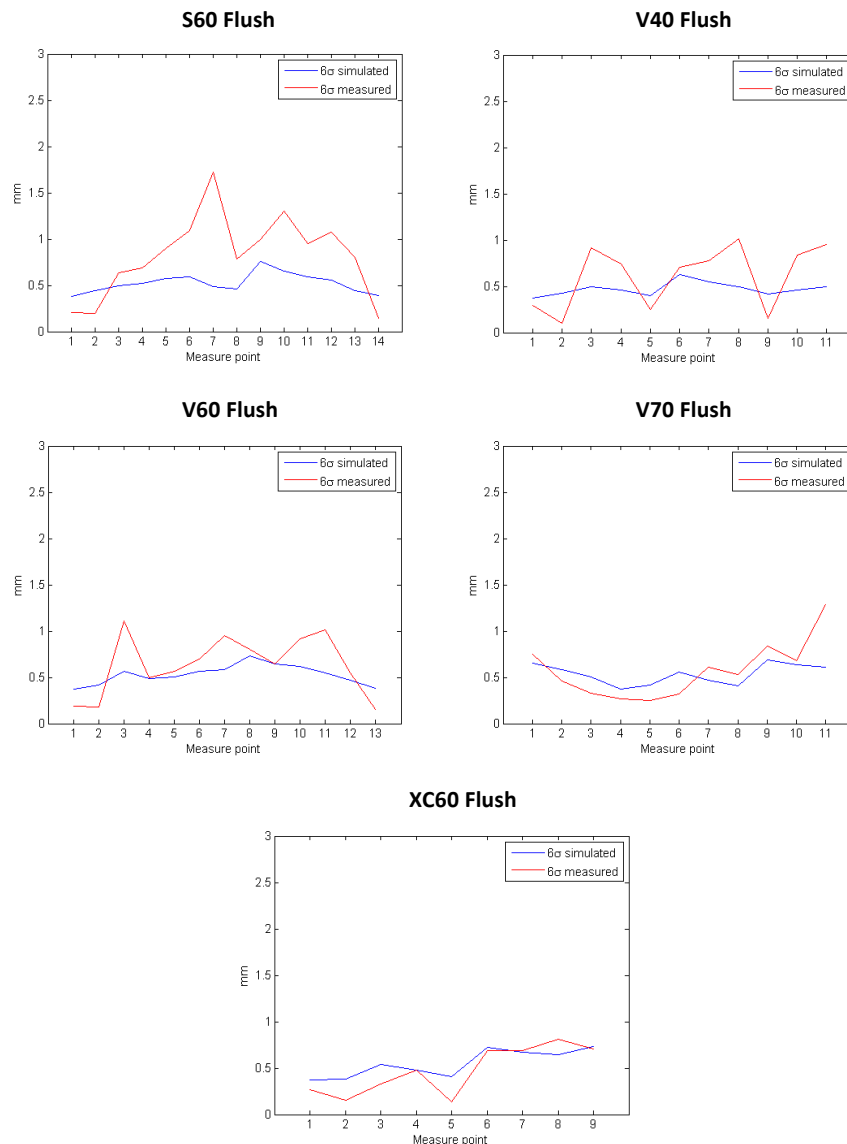 S60 Flush
3
2.5
2
1.5
1
0.5
0
mm
6σ simulated
6σ measured
1 2 3 4 5 6 7 8 9 10 11 12 13 14
Measure point
V40 Flush
3
2.5
2
1.5
1
0.5
0
mm
6σ simulated
6σ measured
1 2 3 4 5 6 7 8 9 10 11
Measure point
V60 Flush
3
2.5
2
1.5
1
0.5
0
mm
6σ simulated
6σ measured
1 2 3 4 5 6 7 8 9 10 11 12 13
Measure point
V70 Flush
3
2.5
2
1.5
1
0.5
0
mm
6σ simulated
6σ measured
1 2 3 4 5 6 7 8 9 10 11
Measure point
XC60 Flush
3
2.5
2
1.5
1
0.5
0
mm
6σ simulated
6σ measured
1 2 3 4 5 6 7 8 9
Measure point